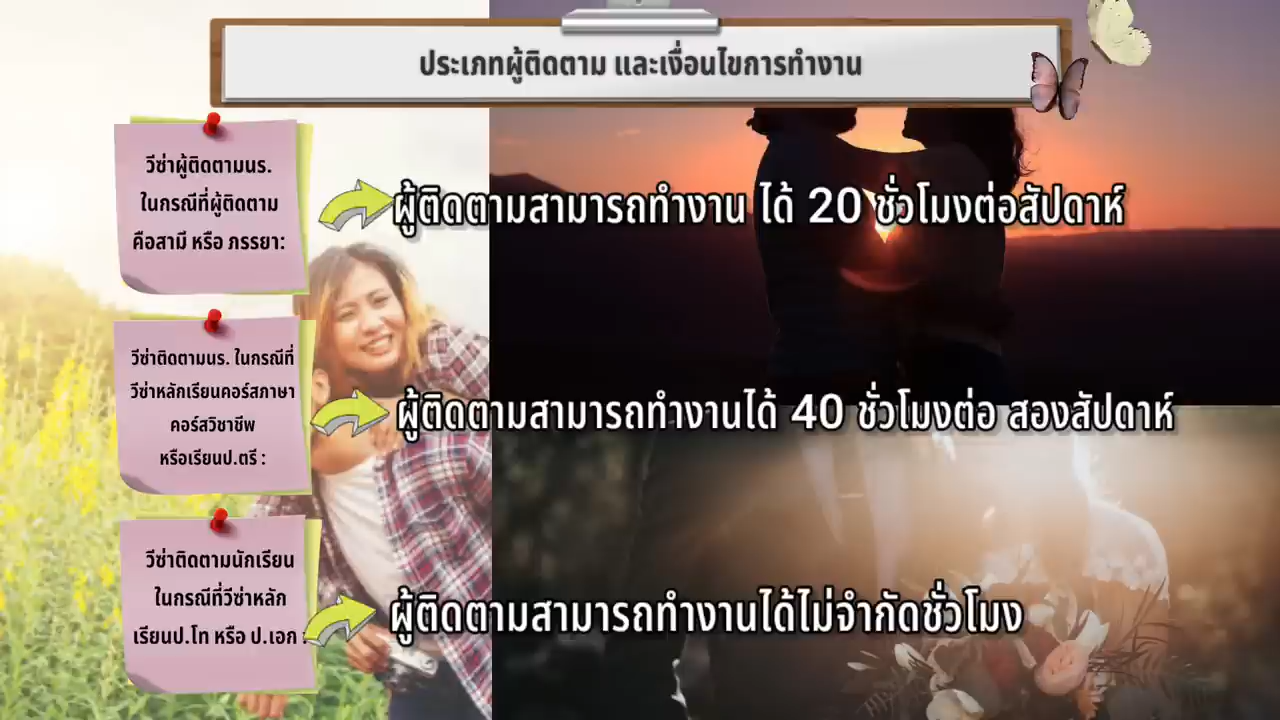 ประเภทผู้ติดตาม และเงื่อนไขการทำงาน
วีซ่าผู้ติดตามนร.
ในกรณีที่ผู้ติดตาม
คือสามี หรือ ภรรยา:
ผู้ติดตามสามารถทำงาน ได้ 20 ชั่วโมงต่อสัปดาห์
วีซ่าติดตามนร. ในกรณีที่
วีซ่าหลักเรียนคอร์สภาษา
คอร์สวิชาชีพ
หรือเรียนป.ตรี :
ผู้ติดตามสามารถทำงานได้ 40 ชั่วโมงต่อ สองสัปดาห์
วีซ่าติดตามนักเรียน
ในกรณีที่วีซ่าหลัก
เรียนป.โท หรือ ป.เอก :
ผู้ติดตามสามารถทำงานได้ไม่จำกัดชั่วโมง